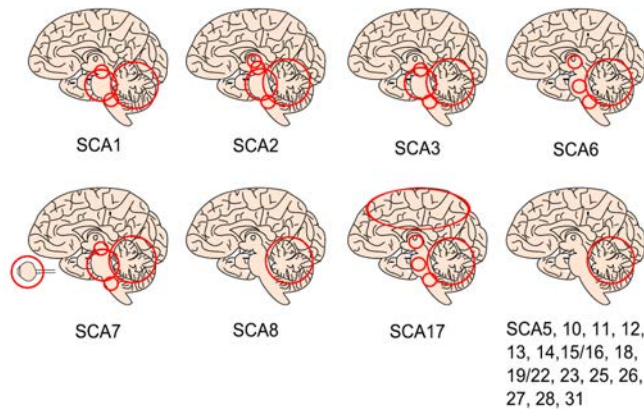 SCA1
SCA2
SCA3
SCA6
SCA7
SCA8
SCA17
SCA5, 10, 11, 12,
13, 14,15/16, 18,
19/22, 23, 25, 26,
27, 28, 31